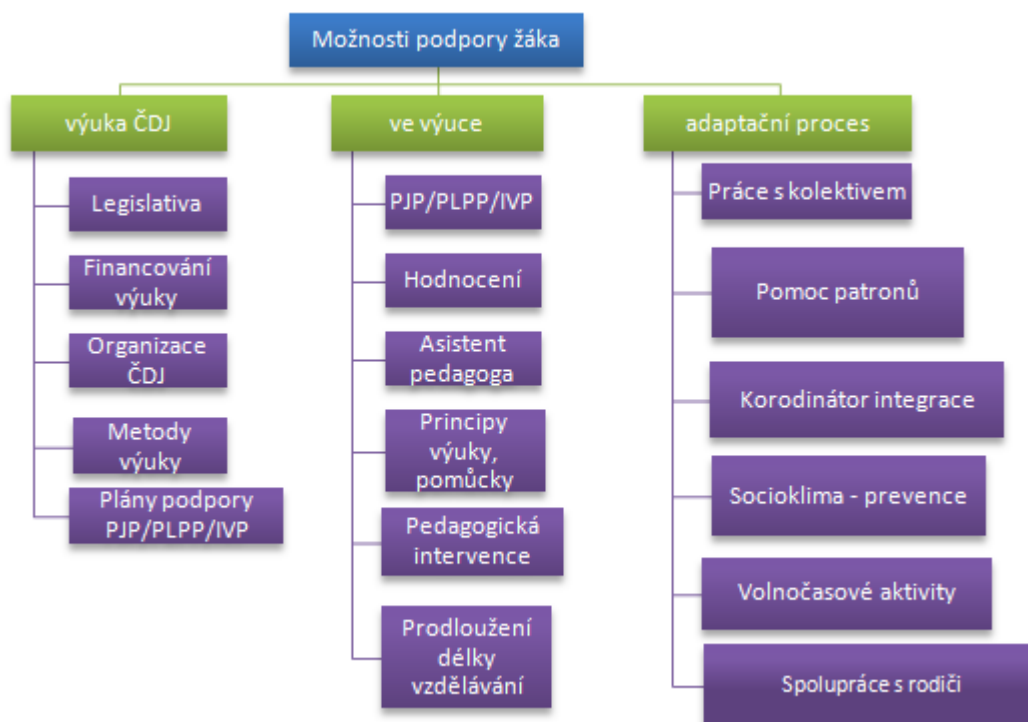 Možnosti podpory žáka
výuka ČDJ
Legislativa
Financování
výuky
Organizace
ČDJ
Metody
výuky
Plány podpory
PJP/PLPP/IVP
ve výuce
PJP/PLPP/IVP
Hodnocení
Asistent
pedagoga
Principy
výuky,
pomůcky
Pedagogická
intervence
Prodloužení
délky
vzdělávání
adaptační proces
Práce s kolektivem
Pomoc patronů
Korodinátor integrace
Socioklima - prevence
Volnočasové aktivity
Spolupráce s rodiči